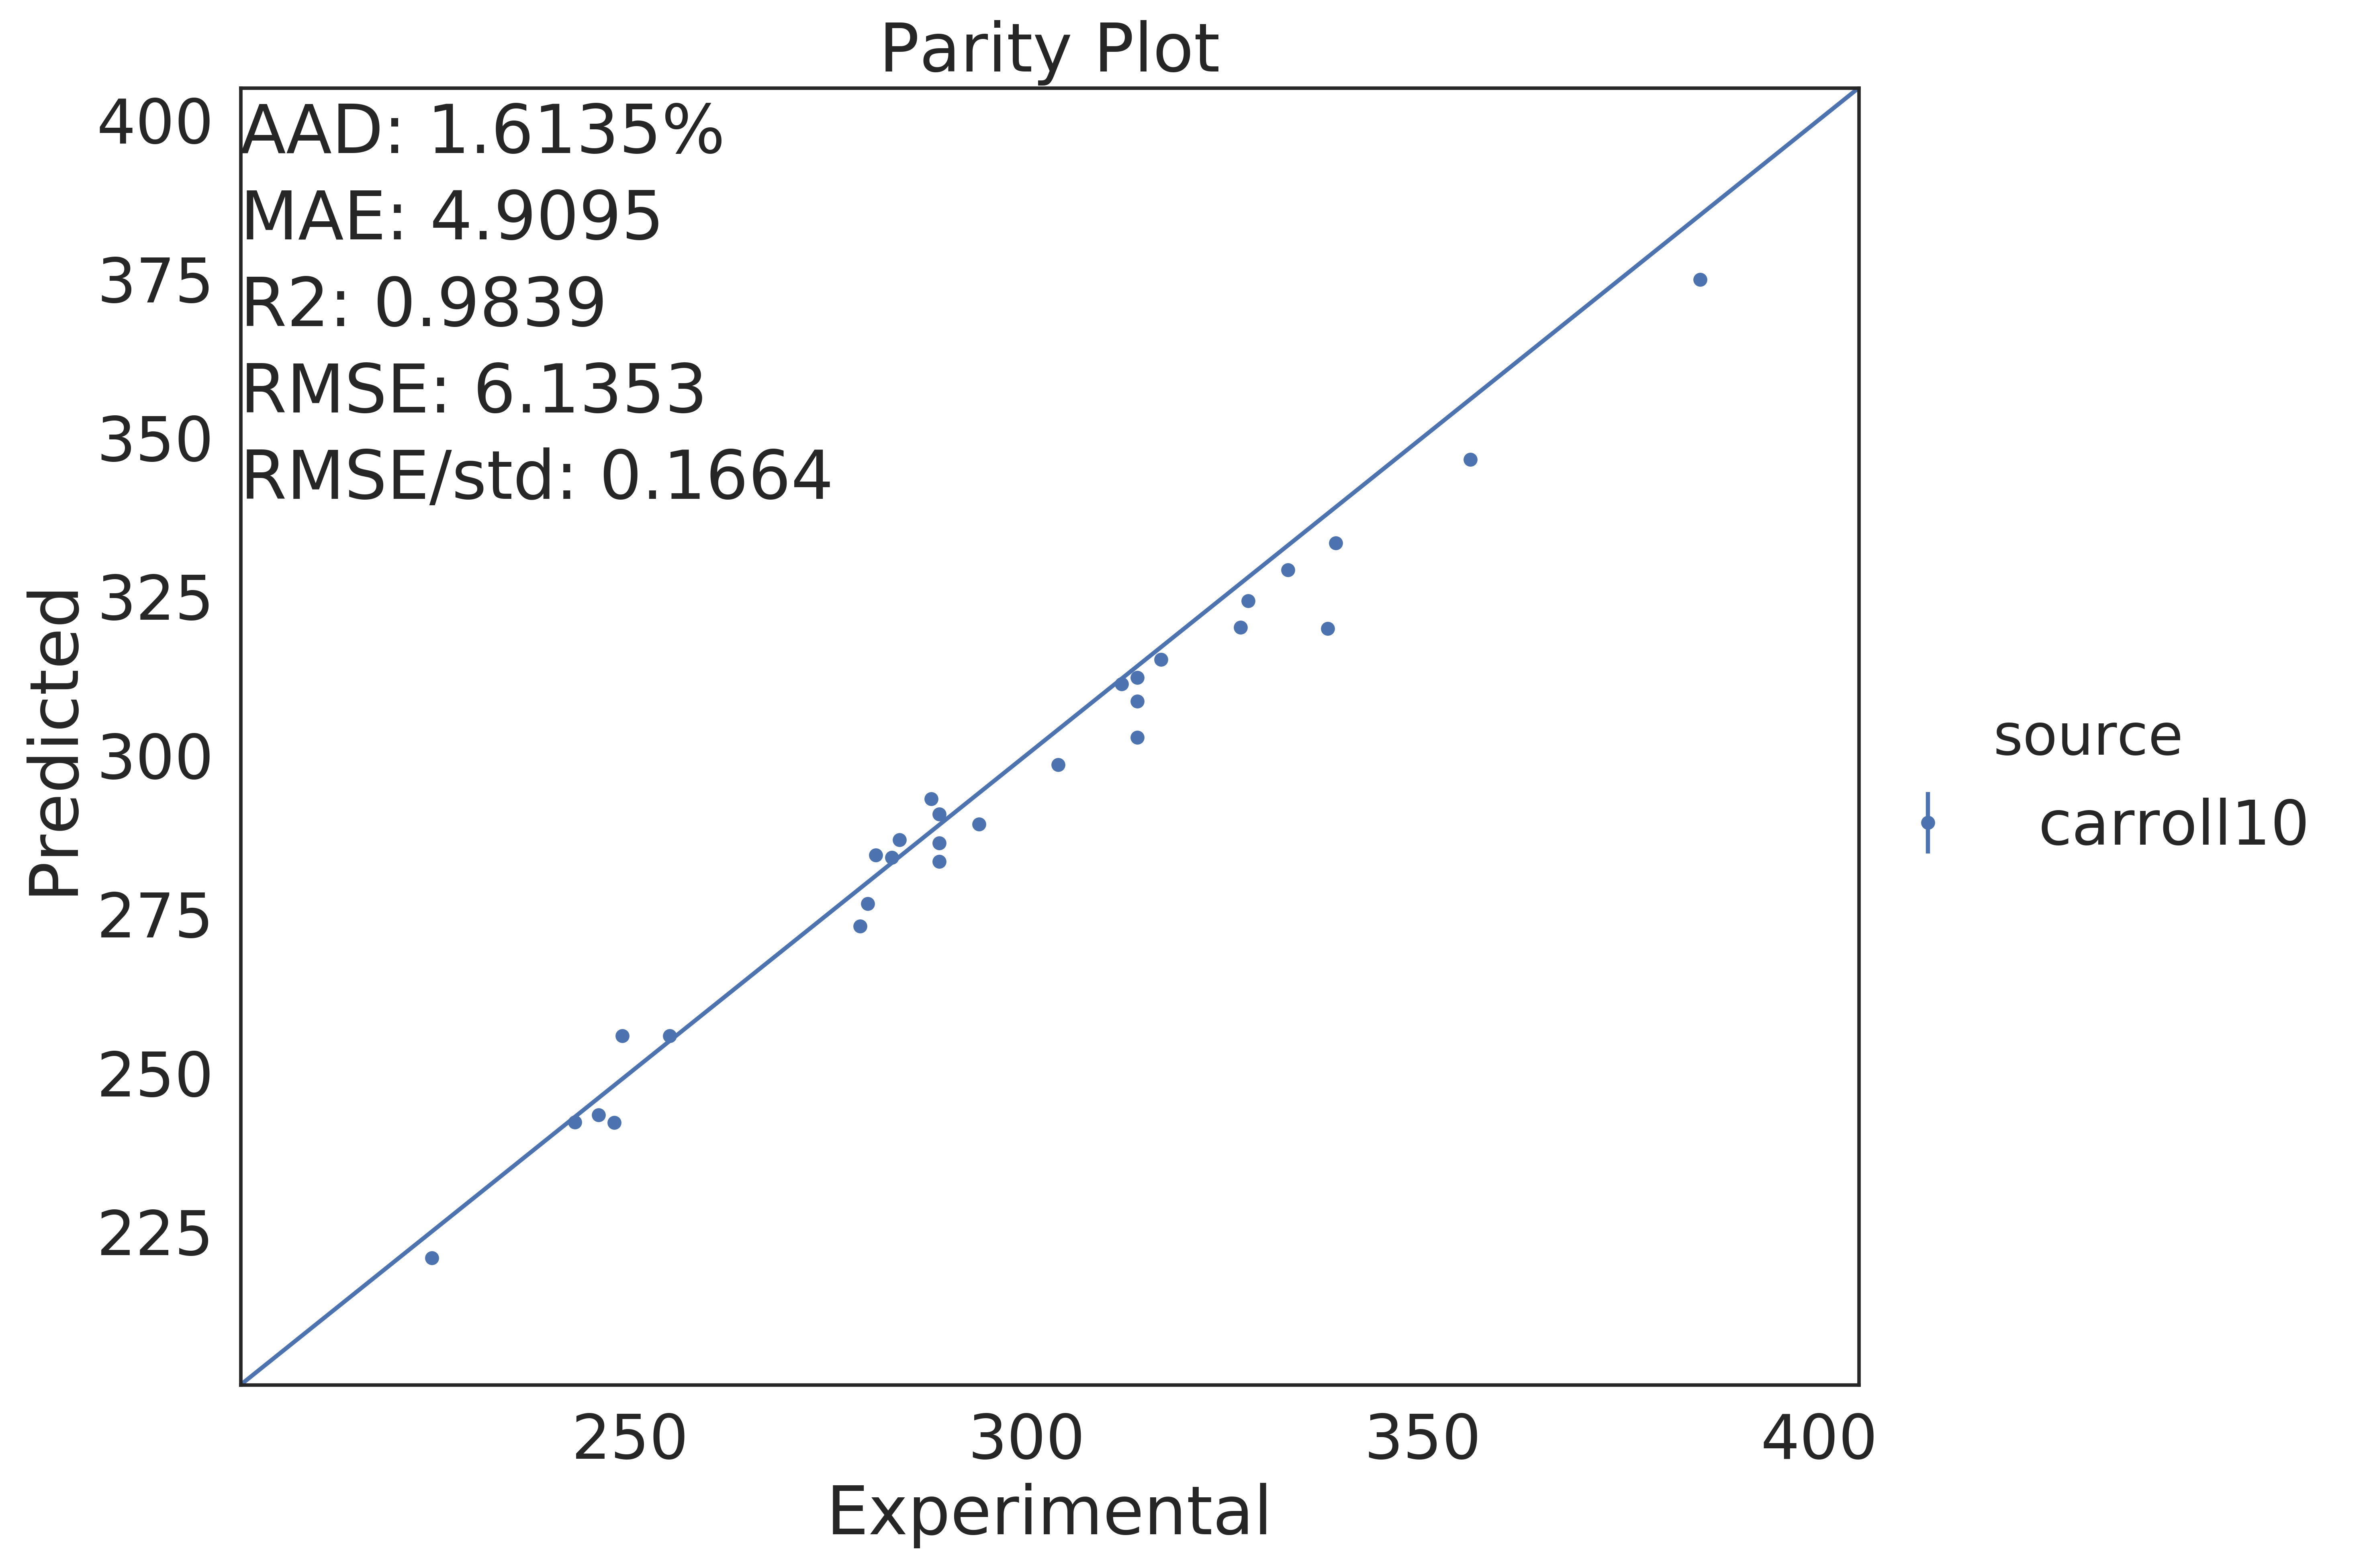 Parity Plot
AAD: 1.6135%
MAE: 4.9095
R2: 0.9839
RMSE: 6.1353
RMSE/std: 0.1664
400
375
350
325
300
275
250
225
Predicted
250 300 350 400
Experimental
source
carroll10